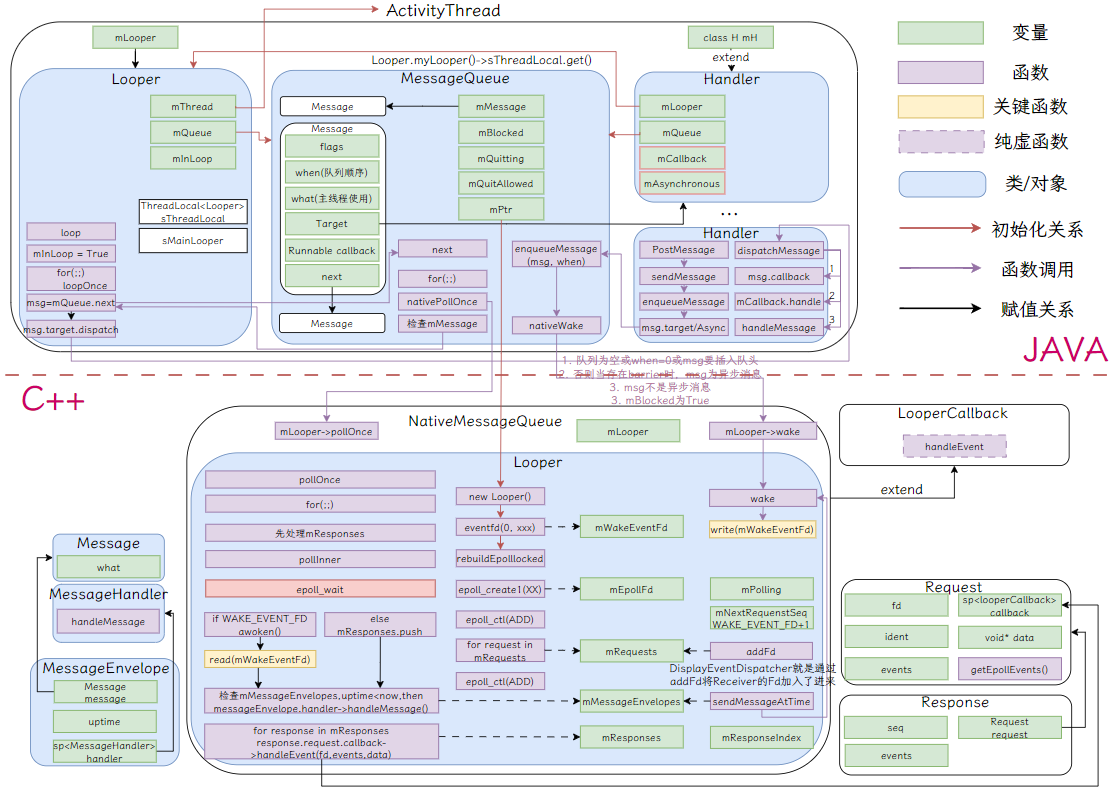 ActivityThread
mLooper
class H mH
extend
Looper.myLooper()->sThreadLocal.get()
Looper
mThread
mQueue
mInLoop
ThreadLocal<Looper>
sThreadLocal
sMainLooper
loop
mInLoop = True
for(;;)
loopOnce
msg=mQueue.next
msg.target.dispatch
MessageQueue
Message
Message
flags
when(队列顺序)
what(主线程使用)
Target
Runnable callback
next
Message
mMessage
mBlocked
mQuitting
mQuitAllowed
mPtr
next
for(;;)
nativePollOnce
检查mMessage
enqueueMessage
(msg, when)
nativeWake
Handler
mLooper
mQueue
mCallback
mAsynchronous
...
Handler
PostMessage
sendMessage
enqueueMessage
msg.target/Async
dispatchMessage
msg.callback
mCallback.handle
handleMessage
1
2
3
变量
函数
关键函数
纯虚函数
类/对象
初始化关系
函数调用
赋值关系
JAVA
1. 队列为空或when=0或msg要插入队头
2. 否则当存在barrier时，msg为异步消息
3. msg不是异步消息
3. mBlocked为True
C++
NativeMessageQueue
mLooper->pollOnce
mLooper
mLooper->wake
Looper
pollOnce
for(;;)
先处理mResponses
pollInner
epoll_wait
if WAKE_EVENT_FD
awoken()
else
mResponses.push
read(mWakeEventFd)
检查mMessageEnvelopes,uptime<now,then
messageEnvelope.handler->handleMessage()
for response in mResponses
response.request.callback-
>handleEvent(fd,events,data)
new Looper()
eventfd(0, xxx)
rebuildEpolllocked
epoll_create1(XX)
epoll_ctl(ADD)
for request in
mRequests
epoll_ctl(ADD)
mWakeEventFd
mEpollFd
mRequests
mMessageEnvelopes
mResponses
wake
write(mWakeEventFd)
mPolling
mNextRequenstSeq
WAKE_EVENT_FD+1
addFd
DisplayEventDispatcher就是通过
addFd将Receiver的Fd加入了进来
sendMessageAtTime
mResponseIndex
LooperCallback
handleEvent
extend
Message
what
MessageHandler
handleMessage
MessageEnvelope
Message
message
uptime
sp<MessageHandler>
handler
Request
fd
ident
events
sp<looperCallback>
callback
void* data
getEpollEvents()
Response
seq
events
Request
request